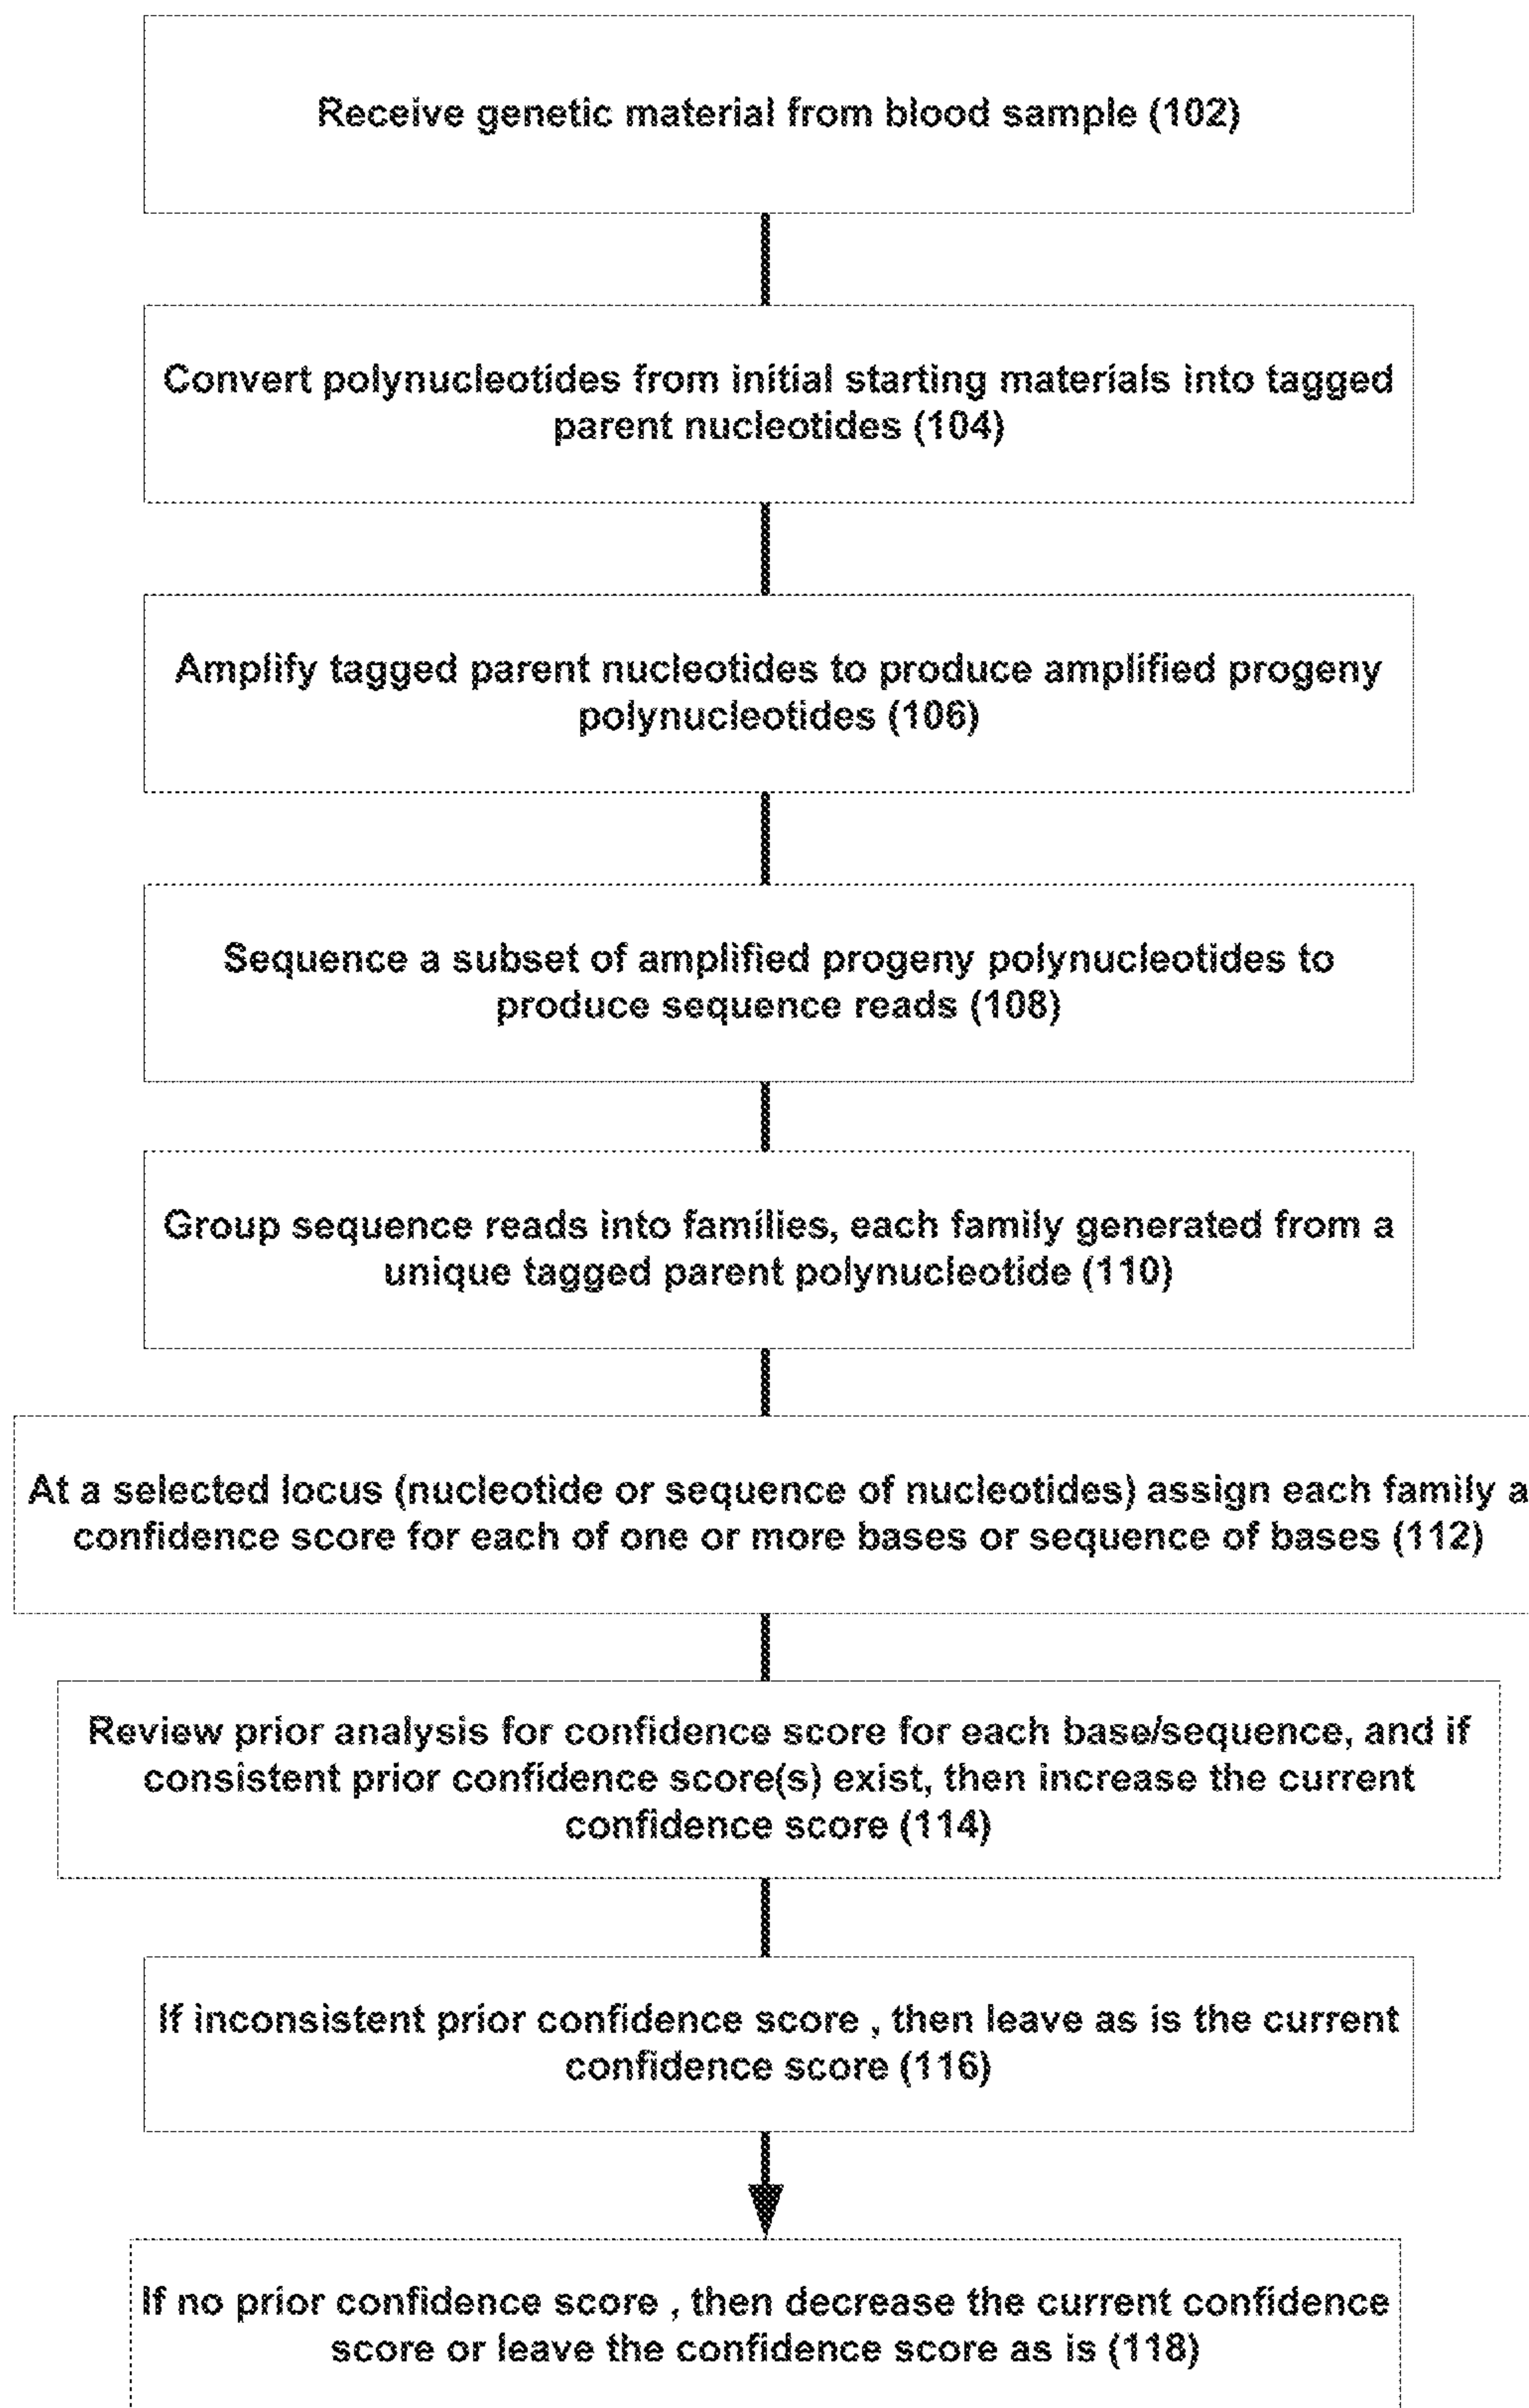 Receive genetic material from blood sample (102)
Convert polynucleotides from initial starting materials into tagged
parent nucleotides (104)
Amplify tagged parent nucleotides to produce amplified progeny
polynucleotides (106)
Sequence a subset of amplified progeny polynucleotides to
produce sequence reads (108)
Group sequence reads into families, each family generated from a
unique tagged parent polynucleotide (110)
At a selected locus (nucleotide or sequence of nucleotides) assign each family a
confidence score for each of one or more bases or sequence of bases (112)
Review prior analysis for confidence score for each base/sequence, and if
consistent prior confidence score(s) exist, then increase the current
confidence score (114)
If inconsistent prior confidence score , then leave as is the current
confidence score (116)
If no prior confidence score , then decrease the current confidence
score or leave the confidence score as is (118)